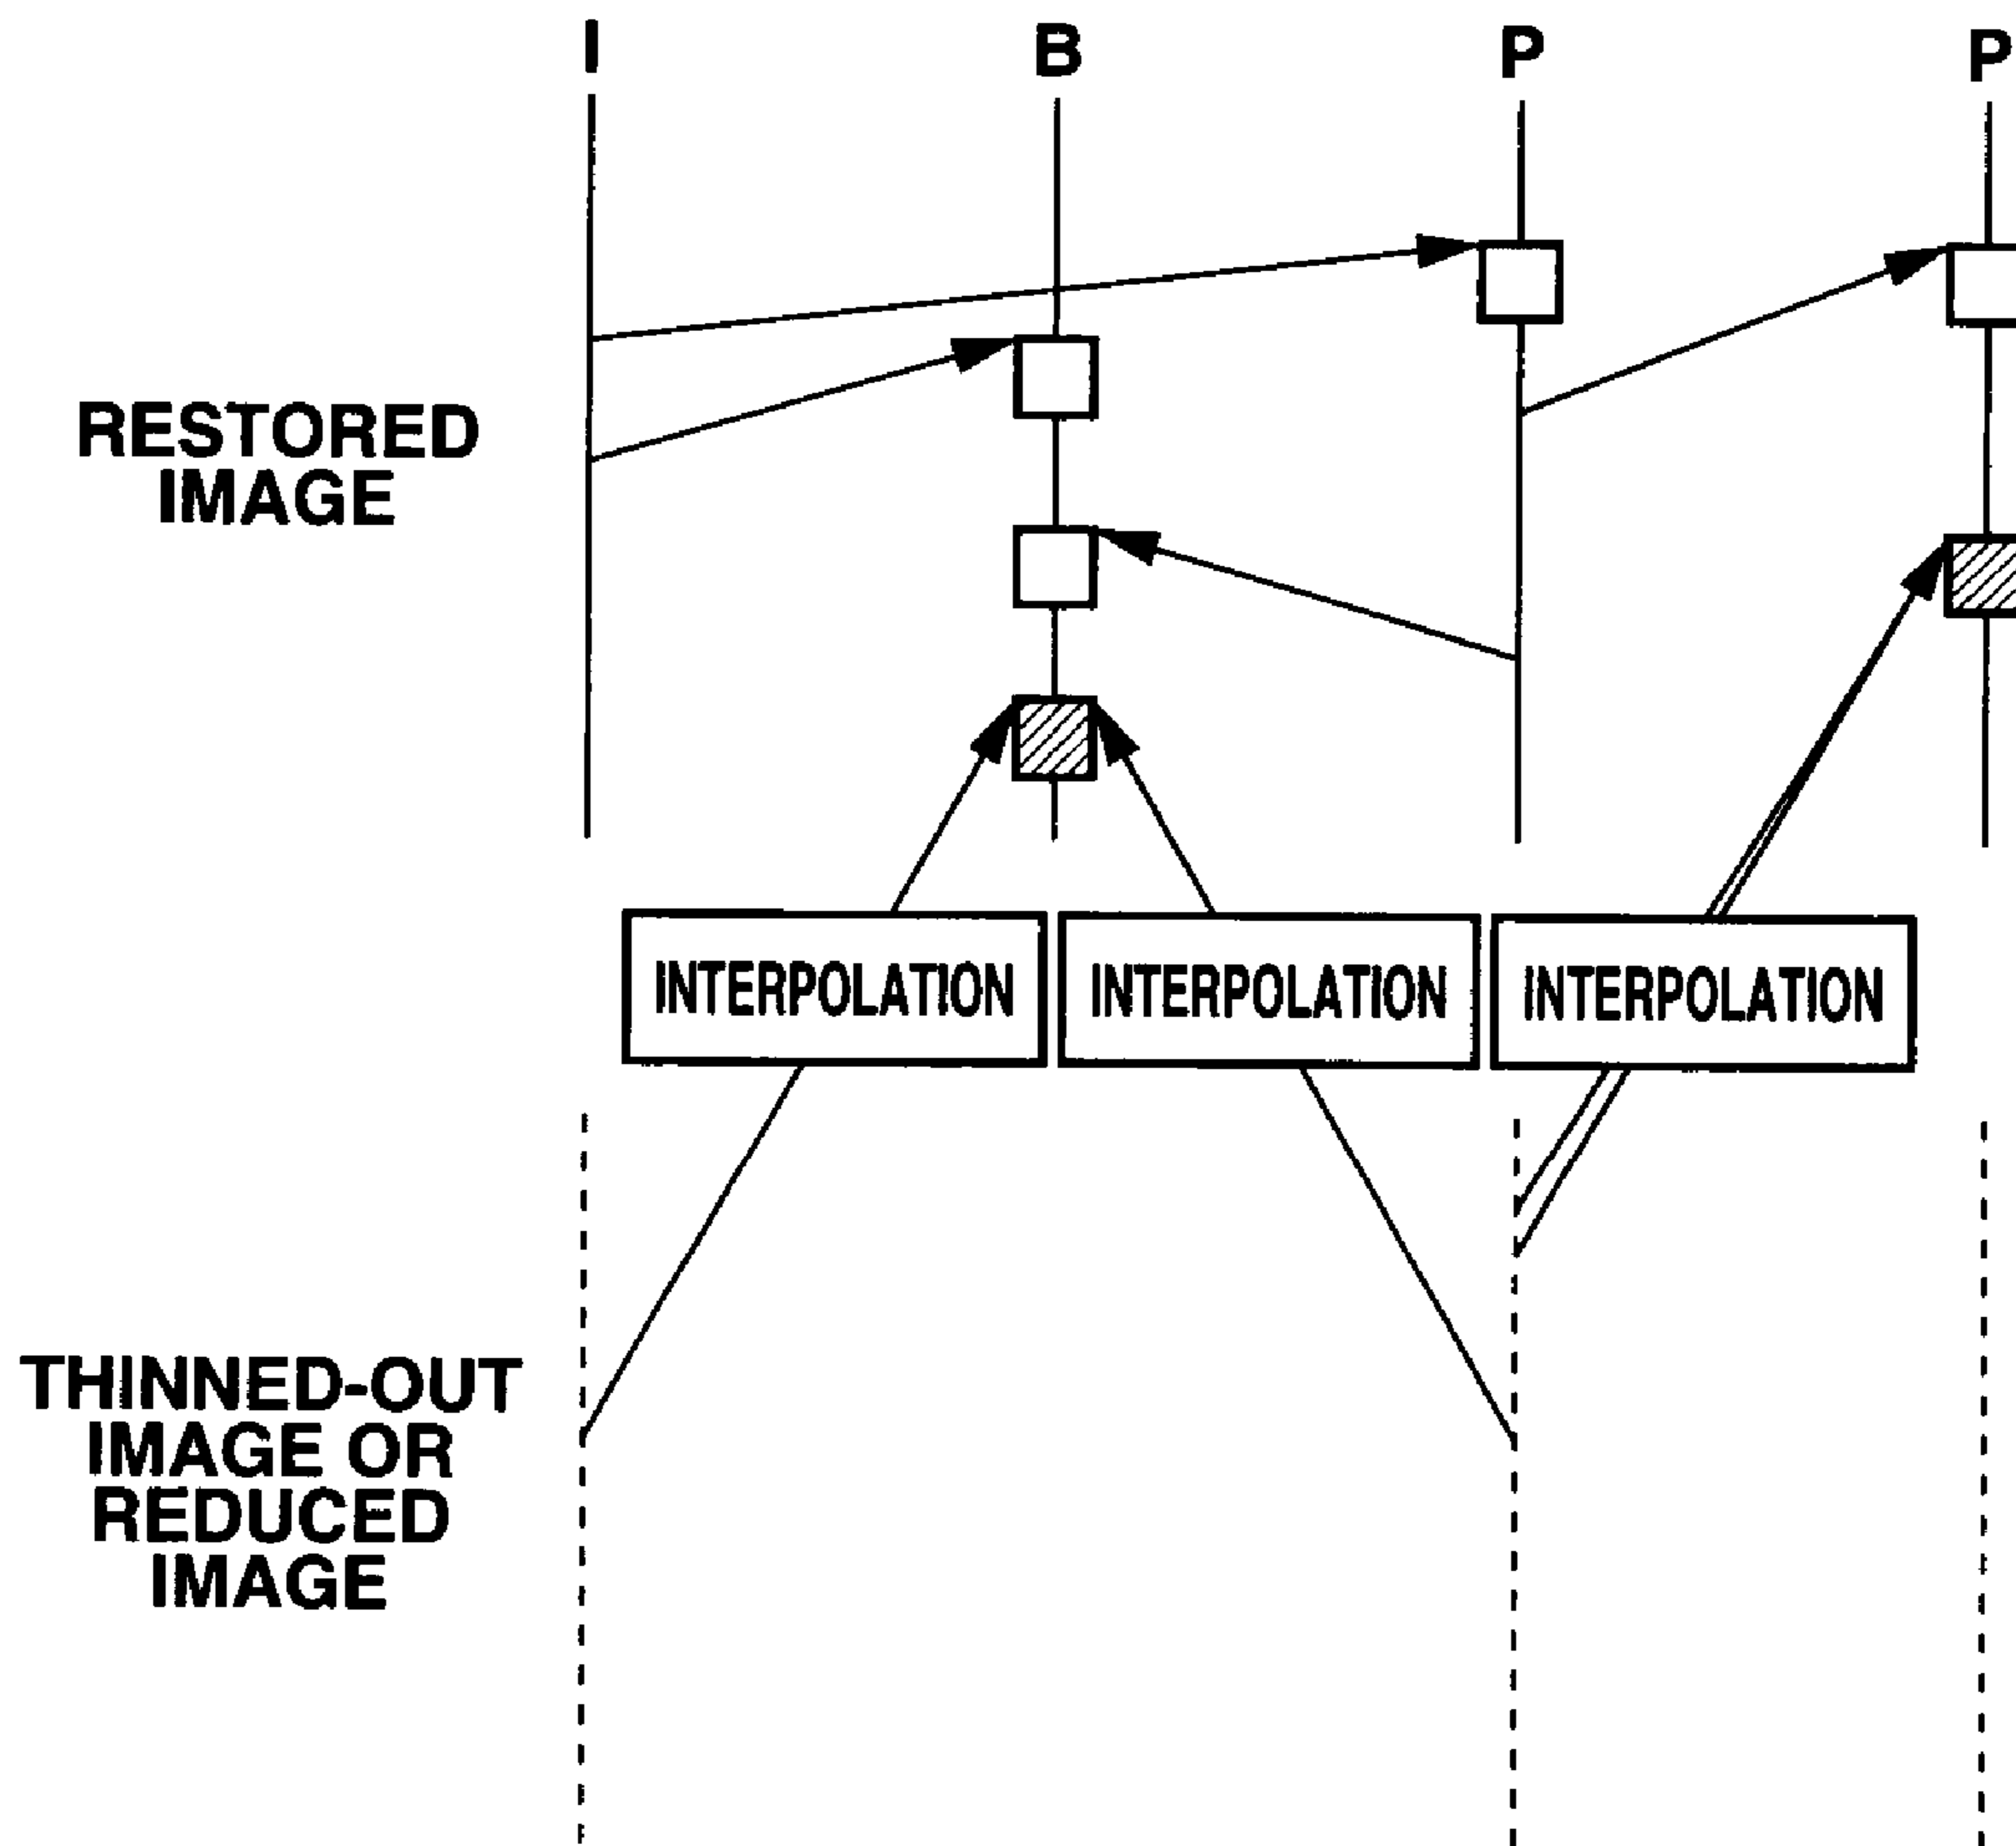 I B P P
RESTORED
IMAGE
INTERPOLATION INTERPOLATION INTERPOLATION
THINNED-OUT
IMAGE OR
REDUCED
IMAGE